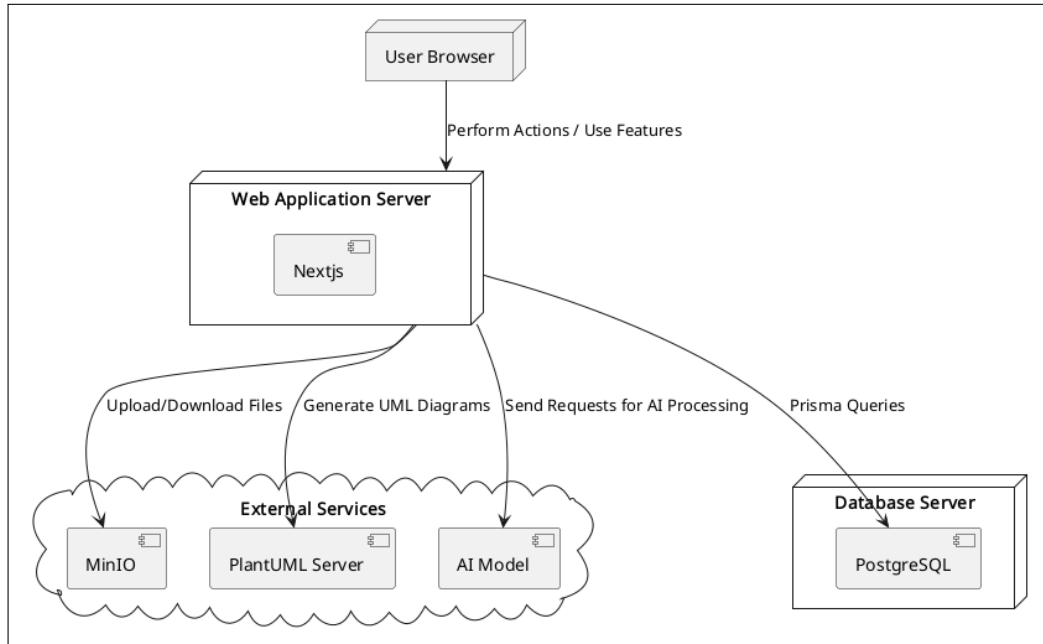 User Browser
Perform Actions / Use Features
Web Application Server
Nextjs
Upload/Download Files
Generate UML Diagrams
Send Requests for AI Processing
Prisma Queries
External Services
Database Server
MinIO
PlantUML Server
AI Model
PostgreSQL